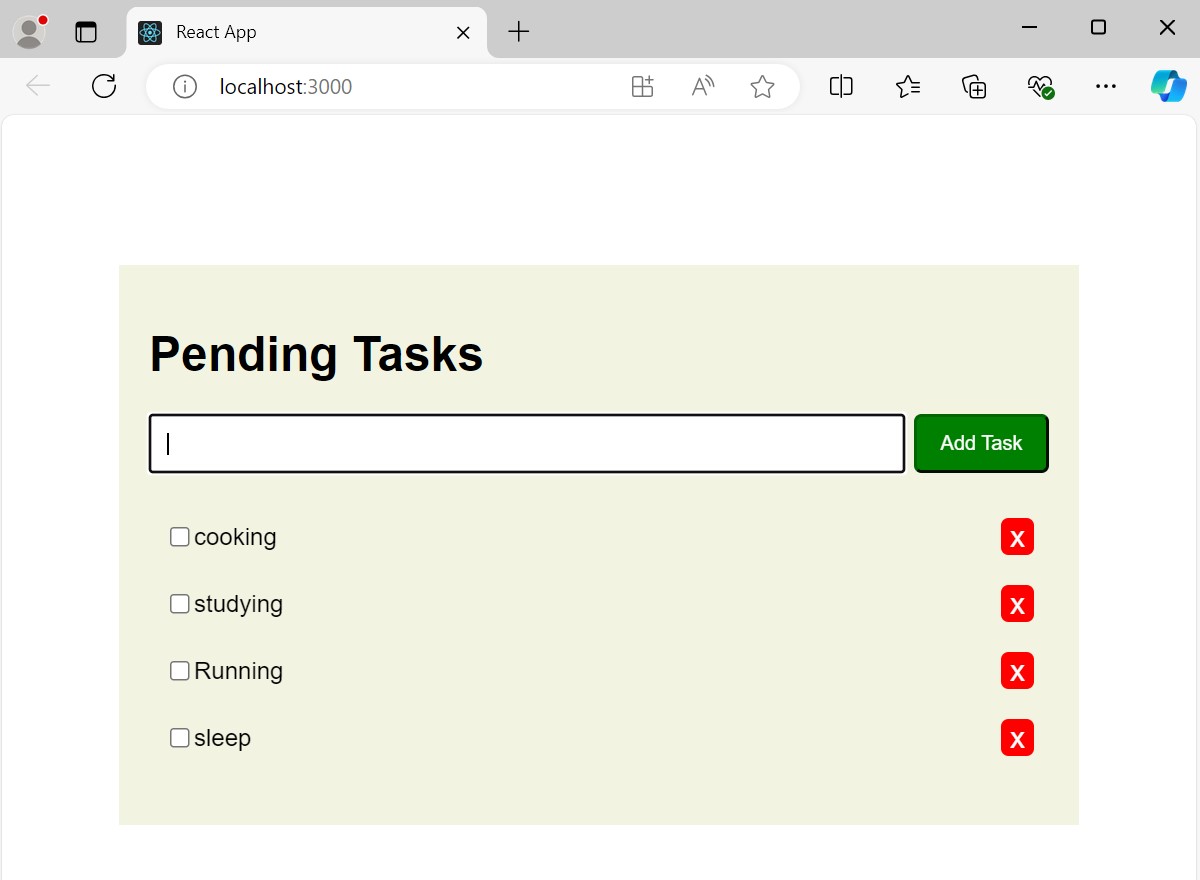 React App
localhost:3000
Pending Tasks
Add Task
cooking X
studying X
Running X
sleep X